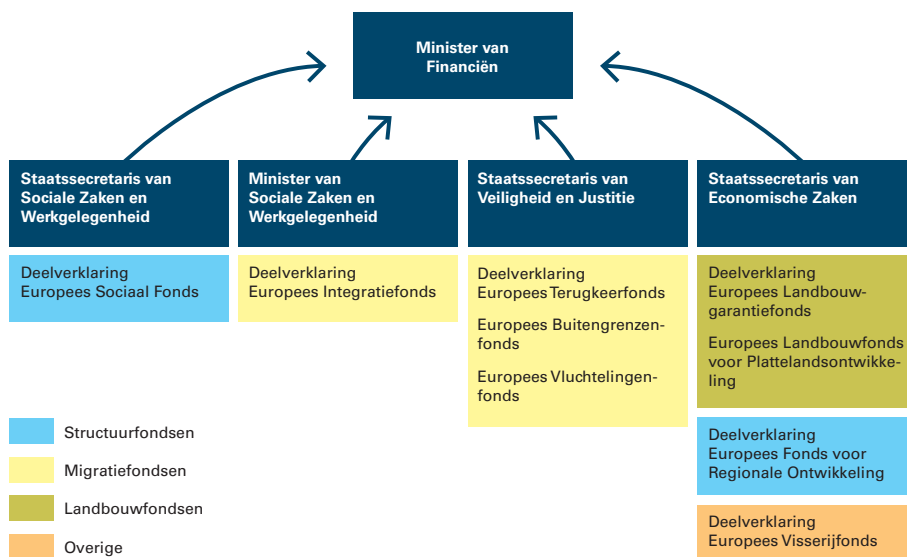 Minister van
Financiën
Staatssecretaris van
Sociale Zaken en
Werkgelegenheid
Minister van
Sociale Zaken en
Werkgelegenheid
Staatssecretaris van
Veiligheid en Justitie
Staatssecretaris van
Economische Zaken
Deelverklaring
Europees Sociaal Fonds
Deelverklaring
Europees Integratiefonds
Deelverklaring
Europees Terugkeerfonds
Europees Buitengrenzen-
fonds
Europees Vluchtelingen-
fonds
Deelverklaring
Europees Landbouw-
garantiefonds
Europees Landbouwfonds
voor Plattelandsontwikke-
ling
Deelverklaring
Europees Fonds voor
Regionale Ontwikkeling
Deelverklaring
Europees Visserijfonds
Structuurfondsen
Migratiefondsen
Landbouwfondsen
Overige